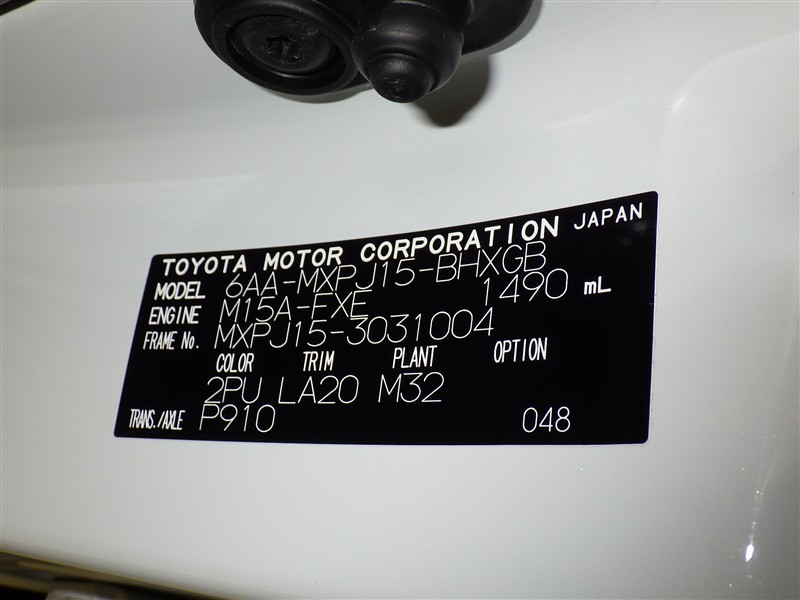 TOYOTA MOTOR CORPORATION JAPAN
MODEL 6AA-MXPJ15-BHXGB
ENGINE M15A-FXE 1490 mL
FRAME No. MXPJ15-3031004
COLOR TRIM PLANT OPTION
2PU LA20 M32
TRANS./AXLE P910 048